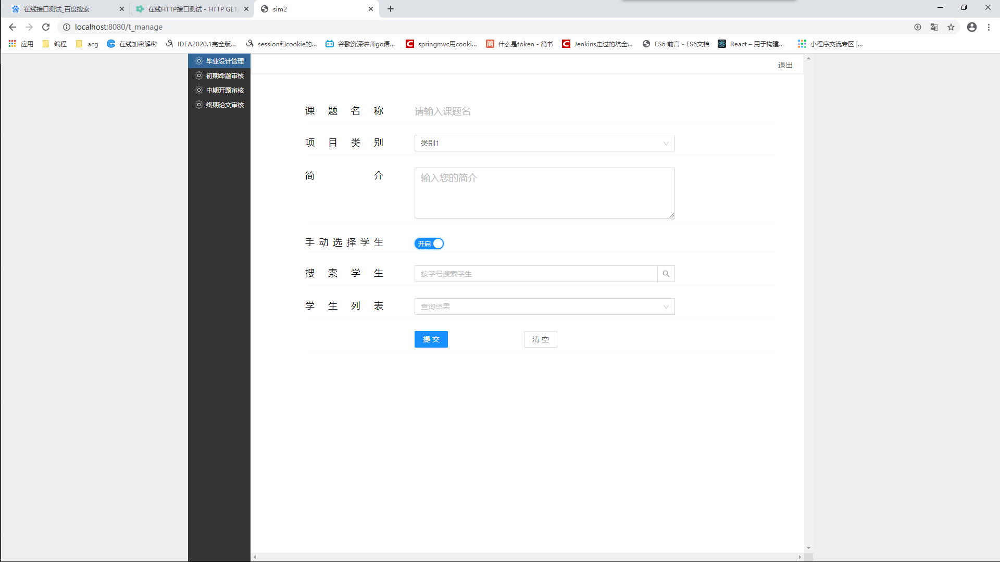 在线接口测试_百度搜索
在线HTTP接口测试 - HTTP GET/
sim2
localhost:8080/t_manage
应用
编程
acg
在线加密解密
IDEA2020.1完全版...
session和cookie的...
谷歌资深讲师go语...
springmvc用cooki...
什么是token - 简书
Jenkins走过的坑全...
ES6 前言 - ES6文档
React – 用于构建...
小程序交流专区 |...
毕业设计管理
初期命题审核
中期开题审核
终期论文审核
退出
课题名称
请输入课题名
项目类别
类别1
简介
输入您的简介
手动选择学生
开启
搜索学生
按学号搜索学生
学生列表
查询结果
提 交
清 空